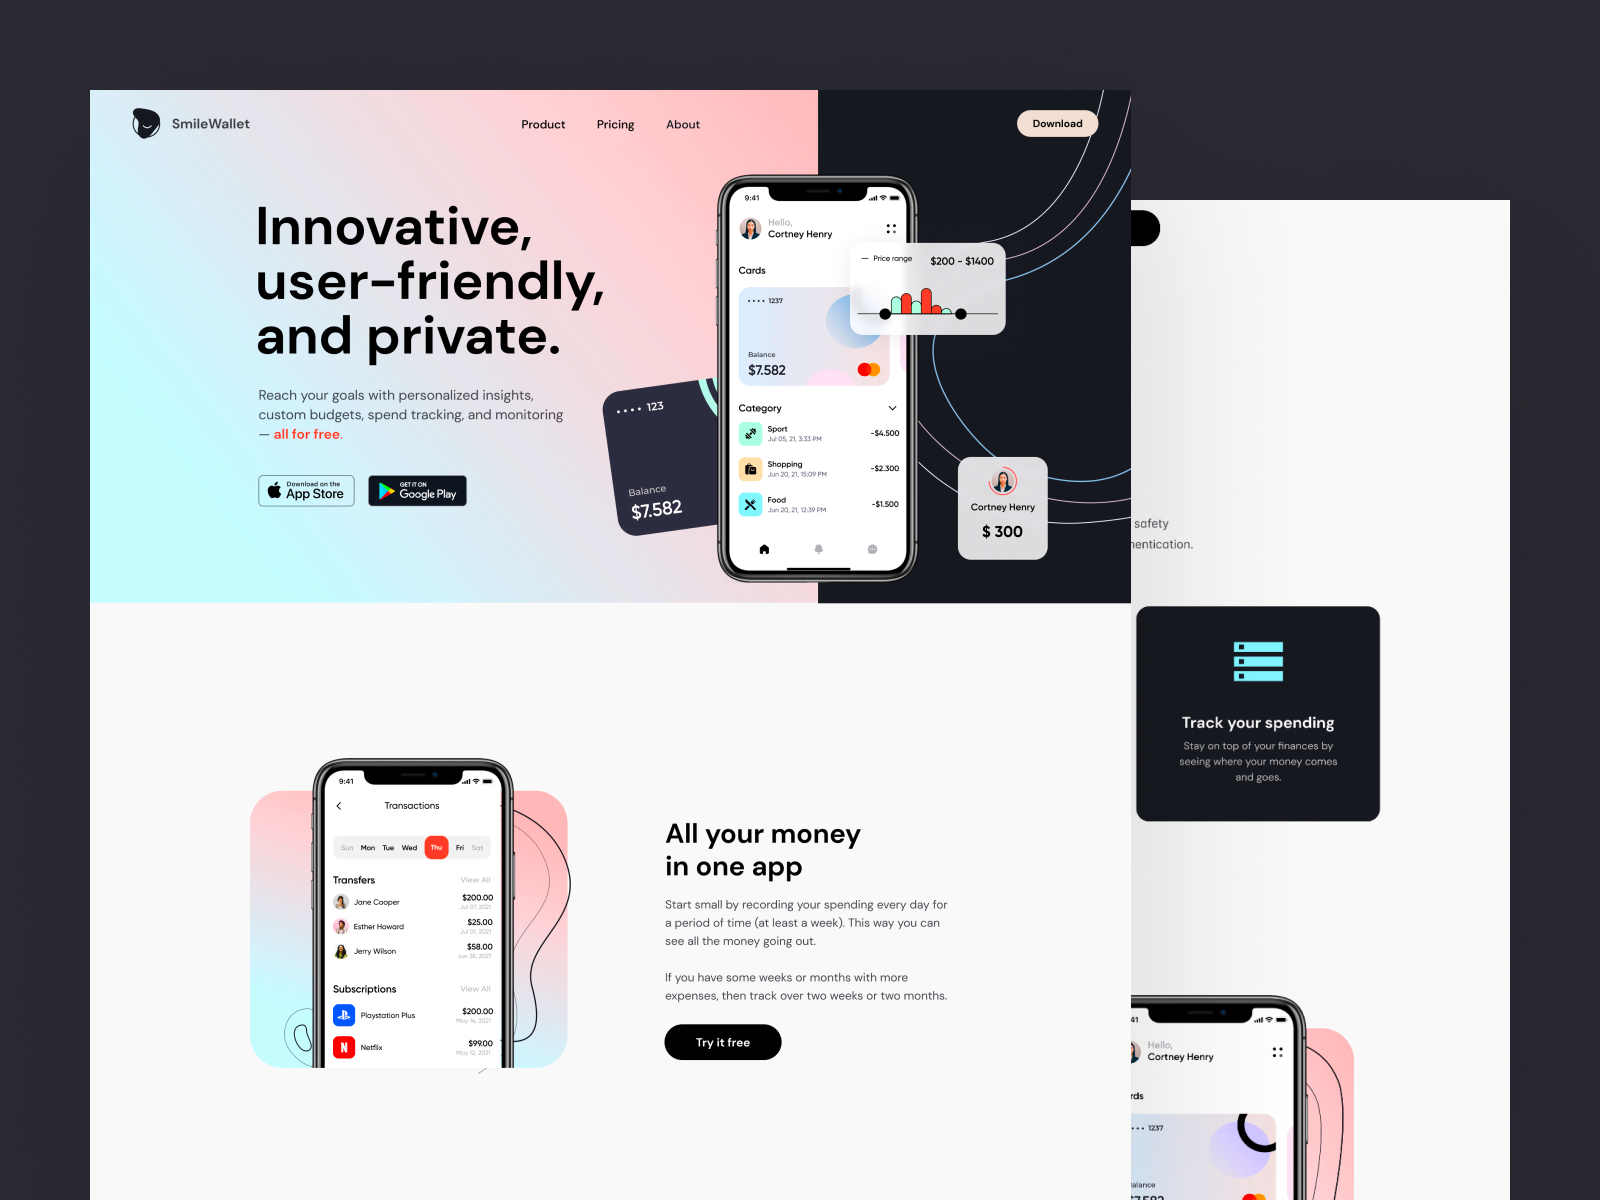 SmileWallet
Product
Pricing
About
Download
Innovative,
user-friendly,
and private.
Reach your goals with personalized insights,
custom budgets, spend tracking, and monitoring
— all for free.
Download on the
App Store
GET IT ON
Google Play
•••• 123
Balance
$7.582
9:41
Hello,
Cortney Henry
Cards
•••• 1237
Balance
$7.582
Price range
$200 - $1400
Category
Sport
Jul 05, 21, 3:33 PM
-$4.500
Shopping
Jun 20, 21, 15:09 PM
-$2.300
Food
Jun 20, 21, 12:39 PM
-$1.500
Cortney Henry
$ 300
safety
hentication.
Track your spending
Stay on top of your finances by
seeing where your money comes
and goes.
9:41
Transactions
Sun Mon Tue Wed Thu Fri Sat
Transfers
View All
Jane Cooper
$200.00
Jul 07, 2021
Esther Howard
$25.00
Jul 01, 2021
Jerry Wilson
$58.00
Jun 28, 2021
Subscriptions
View All
Playstation Plus
$200.00
May 14, 2021
N
Netflix
$99.00
May 12, 2021
All your money
in one app
Start small by recording your spending every day for
a period of time (at least a week). This way you can
see all the money going out.
If you have some weeks or months with more
expenses, then track over two weeks or two months.
Try it free
41
Hello,
Cortney Henry
rds
••• 1237
alance
$7.582